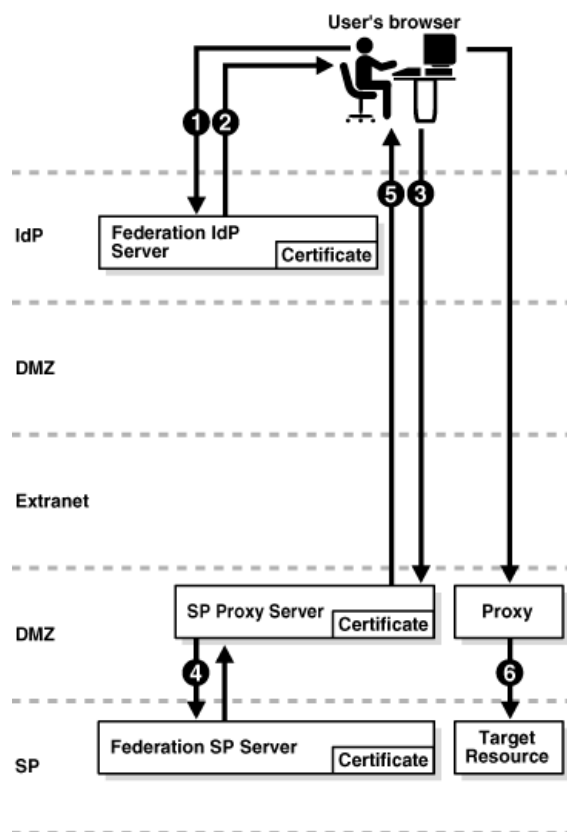 User's browser
1
2
5
3
IdP
Federation IdP
Server
Certificate
DMZ
Extranet
DMZ
SP Proxy Server
Certificate
Proxy
4
6
SP
Federation SP Server
Certificate
Target
Resource